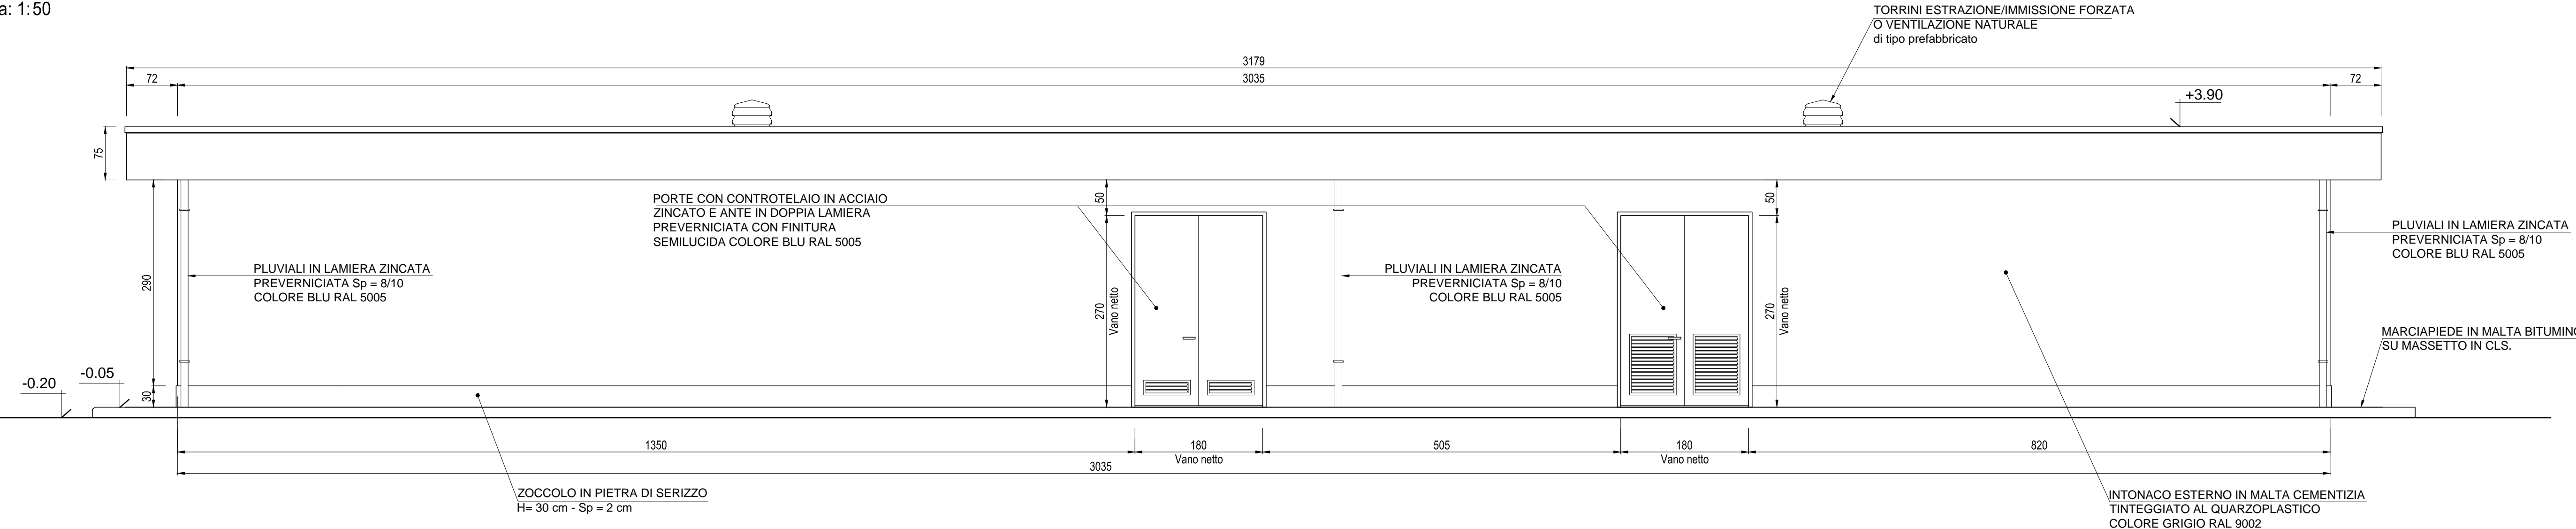 a: 1:50
TORRINI ESTRAZIONE/IMMISSIONE FORZATA
O VENTILAZIONE NATURALE
di tipo prefabbricato
3179
72
3035
72
+3.90
75
50
50
PORTE CON CONTROTELAIO IN ACCIAIO
ZINCATO E ANTE IN DOPPIA LAMIERA
PREVERNICIATA CON FINITURA
SEMILUCIDA COLORE BLU RAL 5005
PLUVIALI IN LAMIERA ZINCATA
PREVERNICIATA Sp = 8/10
COLORE BLU RAL 5005
PLUVIALI IN LAMIERA ZINCATA
PREVERNICIATA Sp = 8/10
COLORE BLU RAL 5005
PLUVIALI IN LAMIERA ZINCATA
PREVERNICIATA Sp = 8/10
COLORE BLU RAL 5005
290
270
Vano netto
270
Vano netto
MARCIAPIEDE IN MALTA BITUMINO
SU MASSETTO IN CLS.
-0.20
-0.05
30
1350
180
Vano netto
505
180
Vano netto
820
3035
ZOCCOLO IN PIETRA DI SERIZZO
H= 30 cm - Sp = 2 cm
INTONACO ESTERNO IN MALTA CEMENTIZIA
TINTEGGIATO AL QUARZOPLASTICO
COLORE GRIGIO RAL 9002